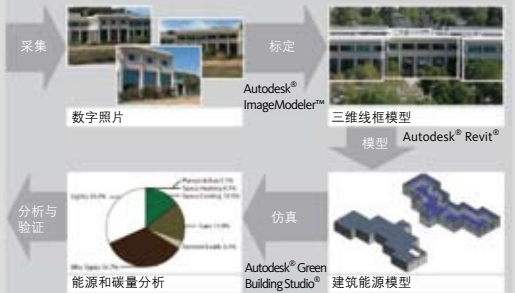 采集
标定
Autodesk® ImageModeler™
数字照片
三维线框模型
模型
Autodesk® Revit®
分析与
验证
仿真
Autodesk® Green
Building Studio®
能源和碳量分析
建筑能源模型